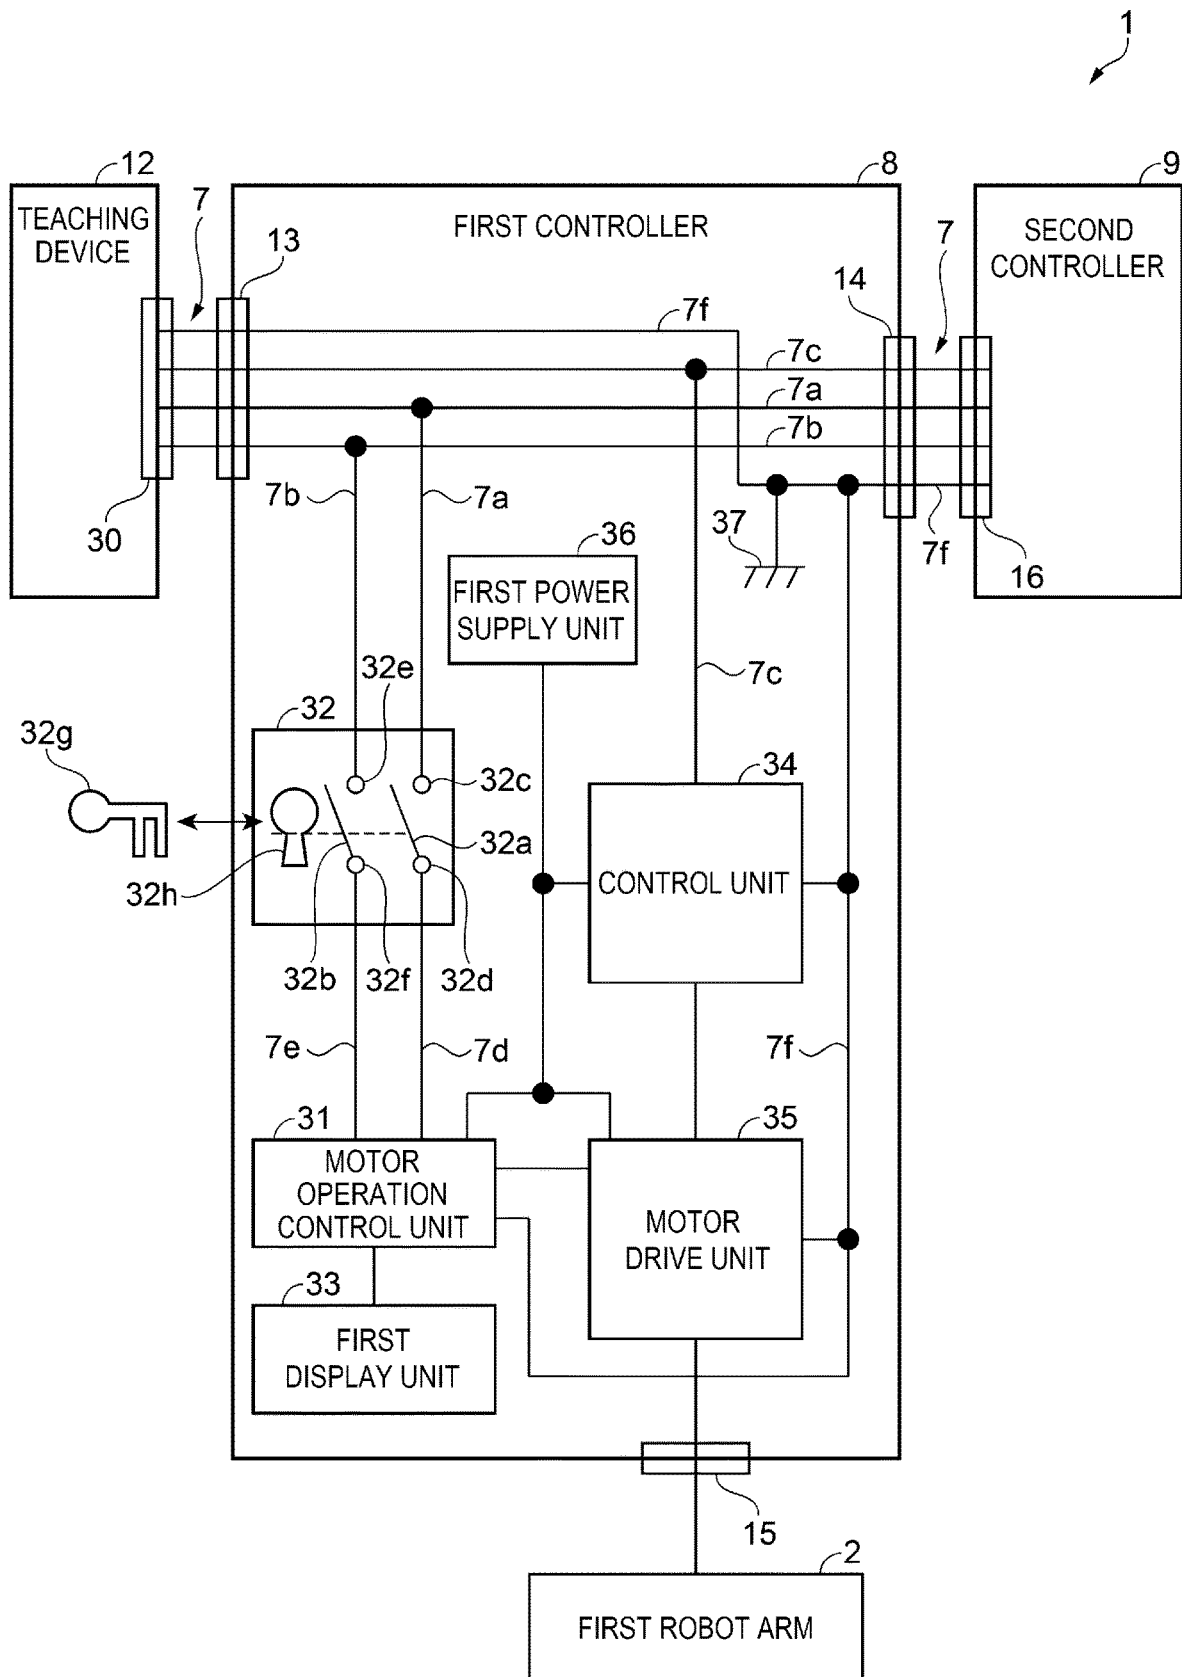 1
12
8
9
TEACHING
DEVICE
7
13
FIRST CONTROLLER
14
7
SECOND
CONTROLLER
7f
7c
7a
7b
30
7b
7a
37
7f
16
36
FIRST POWER
SUPPLY UNIT
7c
32
32e
32g
32c
34
32a
32h
CONTROL UNIT
32b
32f
32d
7e
7d
7f
31
35
MOTOR
OPERATION
CONTROL UNIT
MOTOR
DRIVE UNIT
33
FIRST
DISPLAY UNIT
15
2
FIRST ROBOT ARM